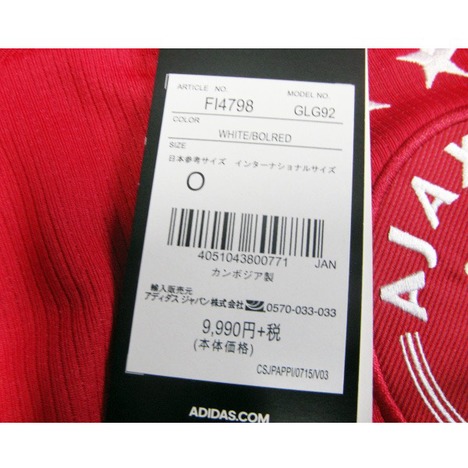 ARTICLE NO. MODEL NO.
FI4798 GLG92
COLOR
WHITE/BOLRED
SIZE
日本参考サイズ インターナショナルサイズ
O
4051043800771 JAN
カンボジア製
輸入販売元
アディダス ジャパン株式会社 0570-033-033
9,990円+税
(本体価格)
CSJPAPPI/0715/V03
ADIDAS.COM
AJA